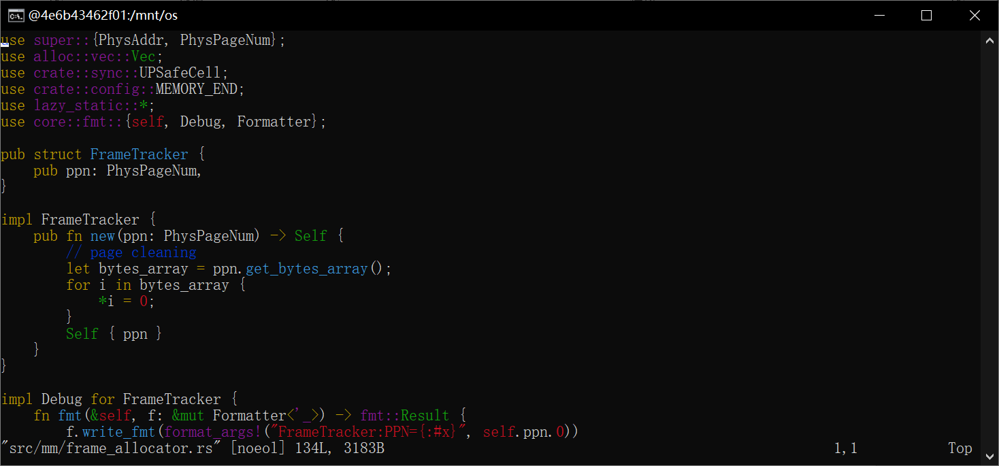 @4e6b43462f01:/mnt/os
use super::{PhysAddr, PhysPageNum};
use alloc::vec::Vec;
use crate::sync::UPSafeCell;
use crate::config::MEMORY_END;
use lazy_static::*;
use core::fmt::{self, Debug, Formatter};

pub struct FrameTracker {
    pub ppn: PhysPageNum,
}

impl FrameTracker {
    pub fn new(ppn: PhysPageNum) -> Self {
        // page cleaning
        let bytes_array = ppn.get_bytes_array();
        for i in bytes_array {
            *i = 0;
        }
        Self { ppn }
    }
}

impl Debug for FrameTracker {
    fn fmt(&self, f: &mut Formatter<'_>) -> fmt::Result {
        f.write_fmt(format_args!("FrameTracker:PPN={:#x}", self.ppn.0))
"src/mm/frame_allocator.rs" [noeol] 134L, 3183B 1,1 Top